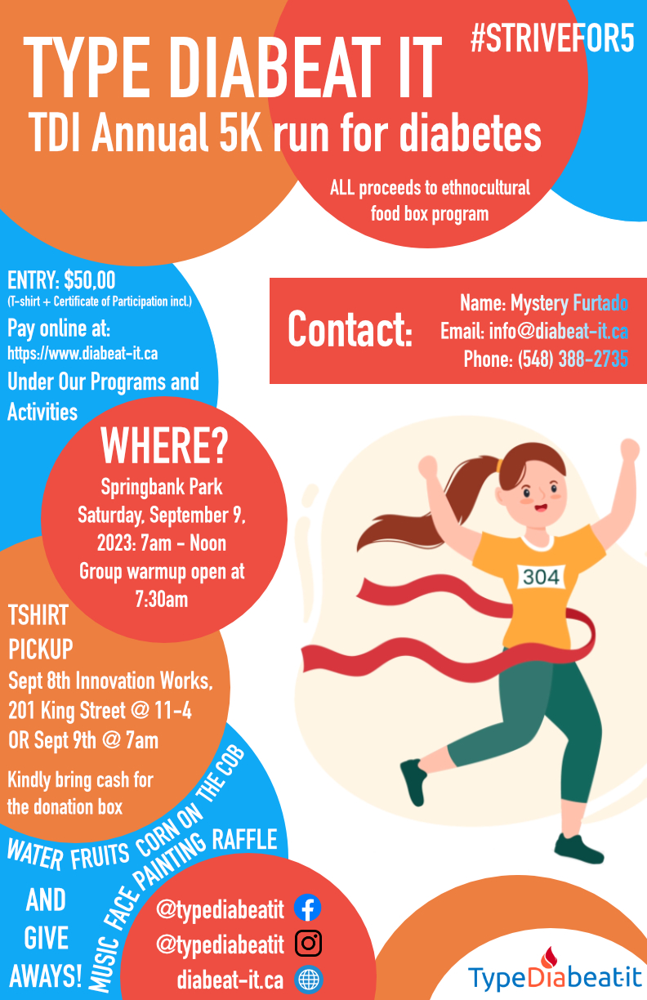 TYPE DIABEAT IT
#STRIVEFOR5
TDI Annual 5K run for diabetes
ALL proceeds to ethnocultural
food box program
ENTRY: $50,00
(T-shirt + Certificate of Participation incl.)
Pay online at:
https://www.diabeat-it.ca
Under Our Programs and
Activities
Contact:
Name: Mystery Furtado
Email: info@diabeat-it.ca
Phone: (548) 388-2735
WHERE?
Springbank Park
Saturday, September 9,
2023: 7am - Noon
Group warmup open at
7:30am
304
TSHIRT
PICKUP
Sept 8th Innovation Works,
201 King Street @ 11-4
OR Sept 9th @ 7am
Kindly bring cash for
the donation box
WATER FRUITS CORN ON THE COB
MUSIC FACE PAINTING RAFFLE
AND
GIVE
AWAYS!
@typediabeatit
@typediabeatit
diabeat-it.ca
TypeDiabeat-it